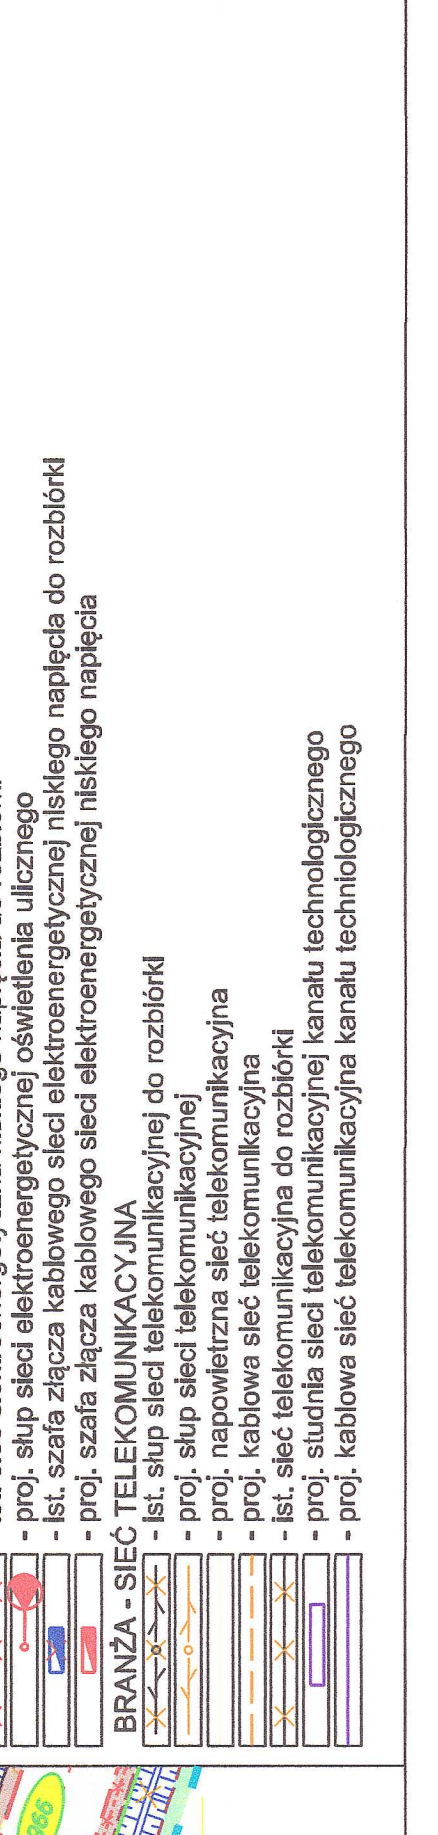 - proj. słup sieci elektroenergetycznej oświetlenia ulicznego
- ist. szafa złącza kablowego sieci elektroenergetycznej niskiego napięcia do rozbiórki
- proj. szafa złącza kablowego sieci elektroenergetycznej niskiego napięcia
BRANŻA - SIEĆ TELEKOMUNIKACYJNA
- ist. słup sieci telekomunikacyjnej do rozbiórki
- proj. słup sieci telekomunikacyjnej
- proj. napowietrzna sieć telekomunikacyjna
- proj. kablowa sieć telekomunikacyjna
- ist. sieć telekomunikacyjna do rozbiórki
- proj. studnia sieci telekomunikacyjnej kanału technologicznego
- proj. kablowa sieć telekomunikacyjna kanału techniologicznego